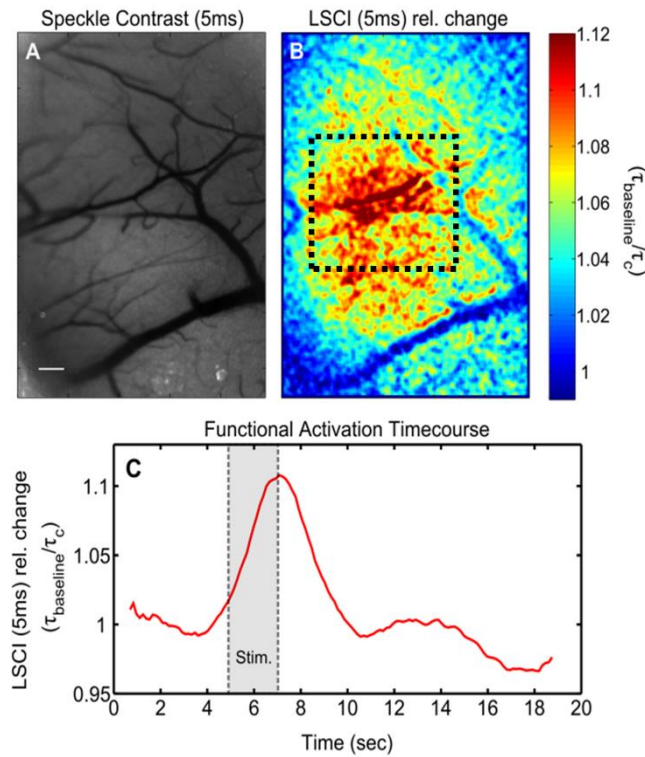 Speckle Contrast (5ms)
LSCI (5ms) rel. change
A
B
1.12
1.1
1.08
1.06
1.04
1.02
1
(τbaseline/τc)
Functional Activation Timecourse
C
LSCI (5ms) rel. change
(τbaseline/τc)
1.1
1.05
1
0.95
Stim.
0 2 4 6 8 10 12 14 16 18 20
Time (sec)